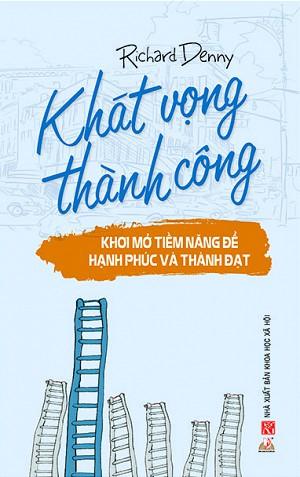 Richard Denny
Khát vọng
thành công
KHƠI MỞ TIỀM NĂNG ĐỂ
HẠNH PHÚC VÀ THÀNH ĐẠT
NHÀ XUẤT BẢN KHOA HỌC XÃ HỘI